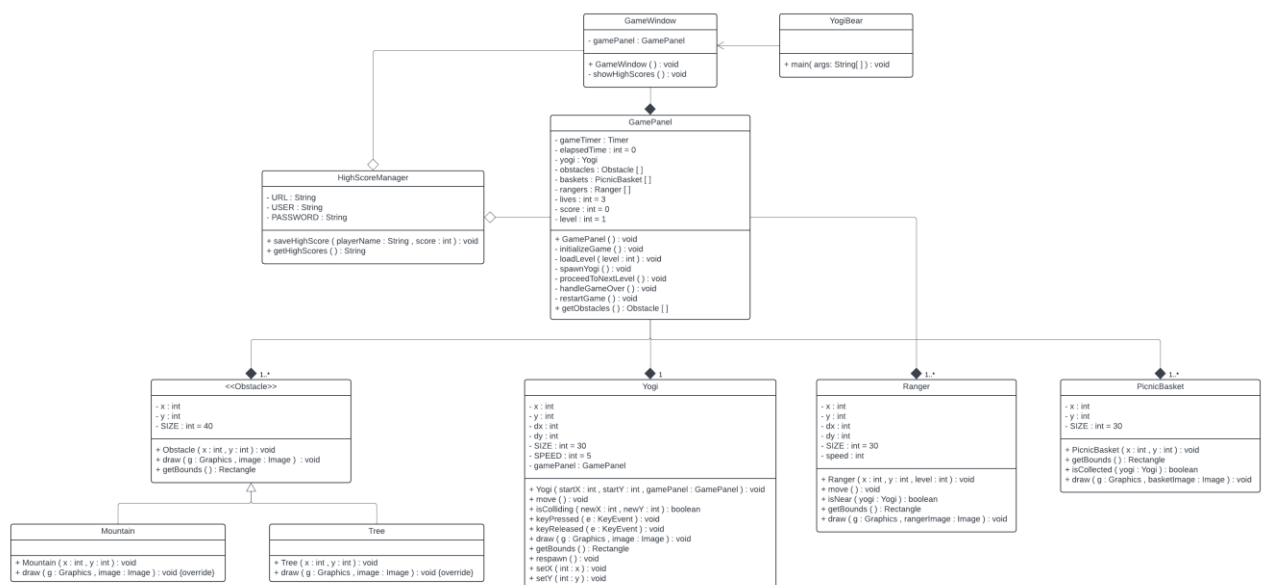 GameWindow
- gamePanel : GamePanel
+ GameWindow ( ) : void
- showHighScores ( ) : void
YogiBear
+ main( args: String[ ] ) : void
GamePanel
- gameTimer : Timer
- elapsedTime : int = 0
- yogi : Yogi
- obstacles : Obstacle [ ]
- baskets : PicnicBasket [ ]
- rangers : Ranger [ ]
- lives : int = 3
- score : int = 0
- level : int = 1
+ GamePanel ( ) : void
- initializeGame ( ) : void
- loadLevel ( level : int ) : void
- spawnYogi ( ) : void
- proceedToNextLevel ( ) : void
- handleGameOver ( ) : void
- restartGame ( ) : void
+ getObstacles ( ) : Obstacle [ ]
HighScoreManager
- URL : String
- USER : String
- PASSWORD : String
+ saveHighScore ( playerName : String , score : int ) : void
+ getHighScores ( ) : String
1..*
<<Obstacle>>
- x : int
- y : int
- SIZE : int = 40
+ Obstacle ( x : int , y : int ) : void
+ draw ( g : Graphics , image : Image ) : void
+ getBounds ( ) : Rectangle
Mountain
+ Mountain ( x : int , y : int ) : void
+ draw ( g : Graphics , image : Image ) : void {override}
Tree
+ Tree ( x : int , y : int ) : void
+ draw ( g : Graphics , image : Image ) : void {override}
1
Yogi
- x : int
- y : int
- dx : int
- dy : int
- SIZE : int = 30
- SPEED : int = 5
- gamePanel : GamePanel
+ Yogi ( startX : int , startY : int , gamePanel : GamePanel ) : void
+ move ( ) : void
+ isColliding ( newX : int , newY : int ) : boolean
+ keyPressed ( e : KeyEvent ) : void
+ keyReleased ( e : KeyEvent ) : void
+ draw ( g : Graphics , image : Image ) : void
+ getBounds ( ) : Rectangle
+ respawn ( ) : void
+ setX ( int : x ) : void
+ setY ( int : y ) : void
1..*
Ranger
- x : int
- y : int
- dx : int
- dy : int
- SIZE : int = 30
- speed : int
+ Ranger ( x : int , y : int , level : int ) : void
+ move ( ) : void
+ isNear ( yogi : Yogi ) : boolean
+ getBounds ( ) : Rectangle
+ draw ( g : Graphics , rangerImage : Image ) : void
1..*
PicnicBasket
- x : int
- y : int
- SIZE : int = 30
+ PicnicBasket ( x : int , y : int ) : void
+ getBounds ( ) : Rectangle
+ isCollected ( yogi : Yogi ) : boolean
+ draw ( g : Graphics , basketImage : Image ) : void